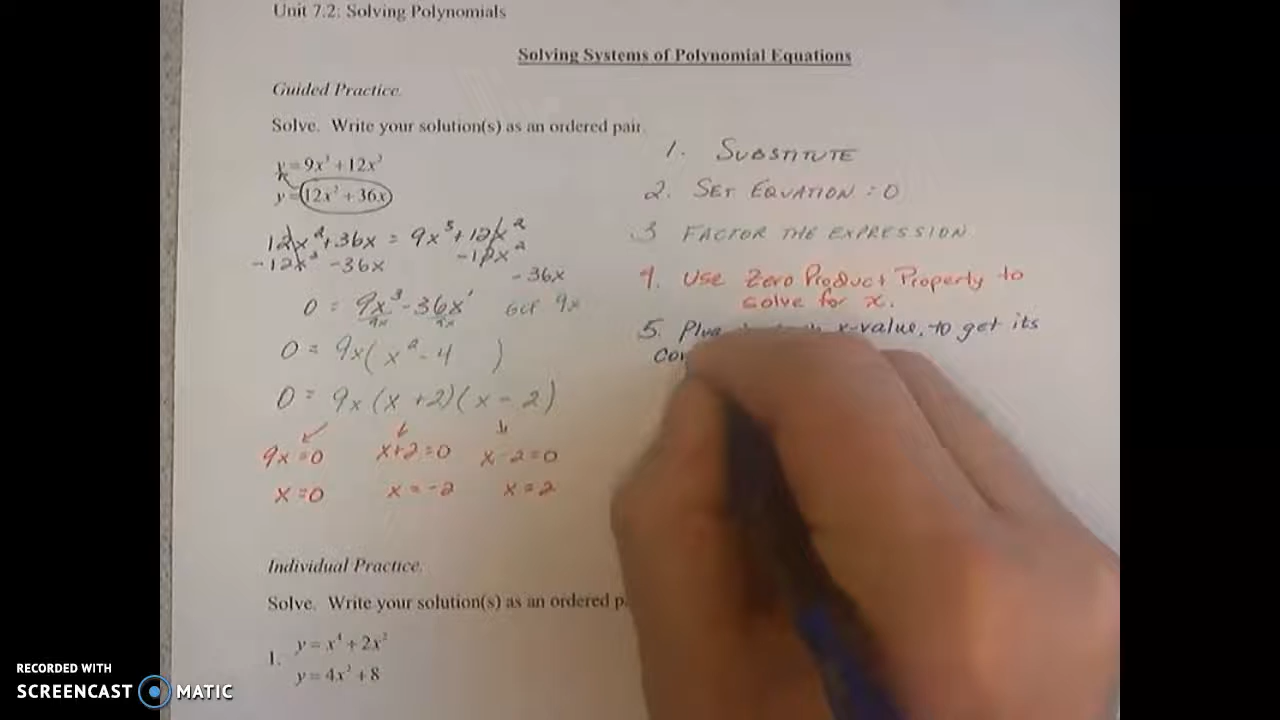 Unit 7.2: Solving Polynomials
Solving Systems of Polynomial Equations
Guided Practice.
Solve. Write your solution(s) as an ordered pair.
y = 9x³ + 12x²
y = 12x² + 36x
12x² + 36x = 9x³ + 12x²
-12x² - 36x - 12x²
- 36x
0 = 9x³ - 36x¹ GCF 9x
9x 9x
0 = 9x(x² - 4 )
0 = 9x(x + 2)(x - 2)
9x = 0 x + 2 = 0 x - 2 = 0
x = 0 x = -2 x = 2
1. SUBSTITUTE
2. SET EQUATION = 0
3 FACTOR THE EXPRESSION
4. Use Zero Product Property to
solve for x.
5. Plug x-value, to get its
Individual Practice.
Solve. Write your solution(s) as an ordered p
1. y = x⁴ + 2x²
y = 4x² + 8
RECORDED WITH
SCREENCAST MATIC